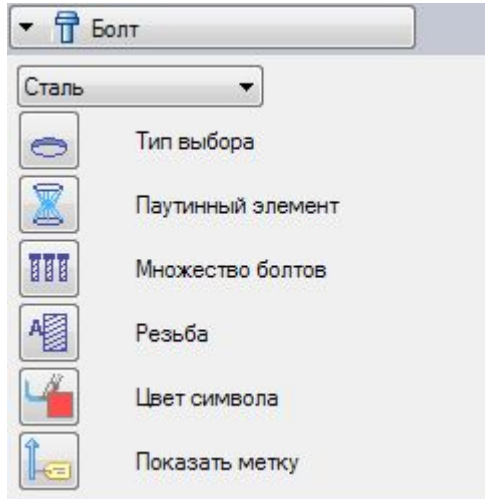 Болт
Сталь
Тип выбора
Паутинный элемент
Множество болтов
A
Резьба
Цвет символа
Показать метку